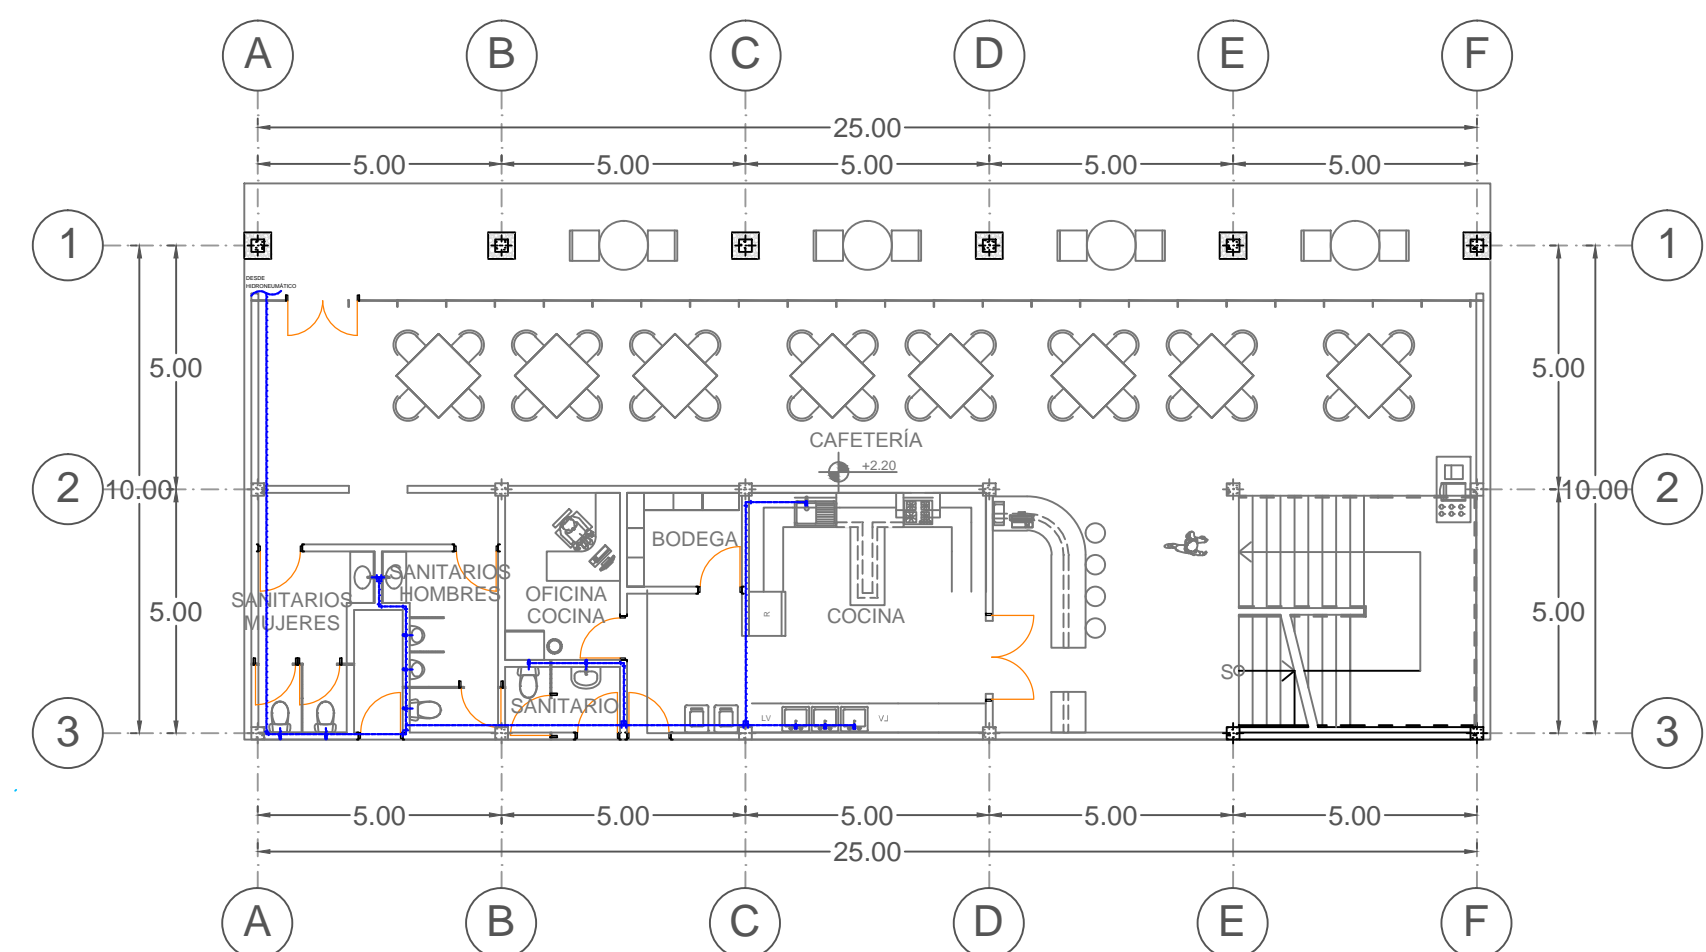 A B C D E F
25.00
5.00 5.00 5.00 5.00 5.00
1 1
DESDE
HIDRONEUMÁTICO
5.00 5.00
CAFETERÍA
+2.20
2 10.00 10.00 2
BODEGA
SANITARIOS
HOMBRES
OFICINA
COCINA
SANITARIOS
MUJERES
R
COCINA
5.00 5.00
S
SANITARIO
LV VJ
3 3
5.00 5.00 5.00 5.00 5.00
25.00
A B C D E F